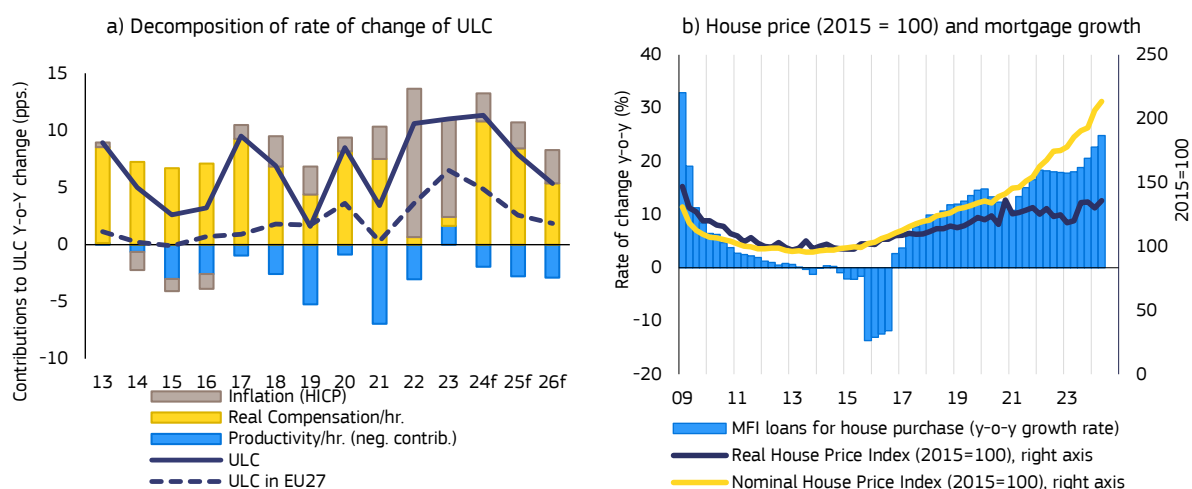 a) Decomposition of rate of change of ULC
Contributions to ULC Y-o-Y change (pps.)
15
10
5
0
-5
-10
13 14 15 16 17 18 19 20 21 22 23 24f 25f 26f
Inflation (HICP)
Real Compensation/hr.
Productivity/hr. (neg. contrib.)
ULC
ULC in EU27
b) House price (2015 = 100) and mortgage growth
Rate of change y-o-y (%)
40
30
20
10
0
-10
-20
250
200
150
100
50
0
2015=100
09 11 13 15 17 19 21 23
MFI loans for house purchase (y-o-y growth rate)
Real House Price Index (2015=100), right axis
Nominal House Price Index (2015=100), right axis